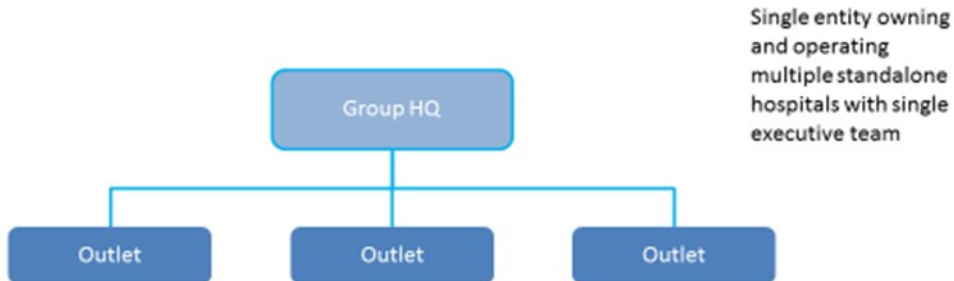 Single entity owning
and operating
multiple standalone
hospitals with single
executive team
Group HQ
Outlet
Outlet
Outlet